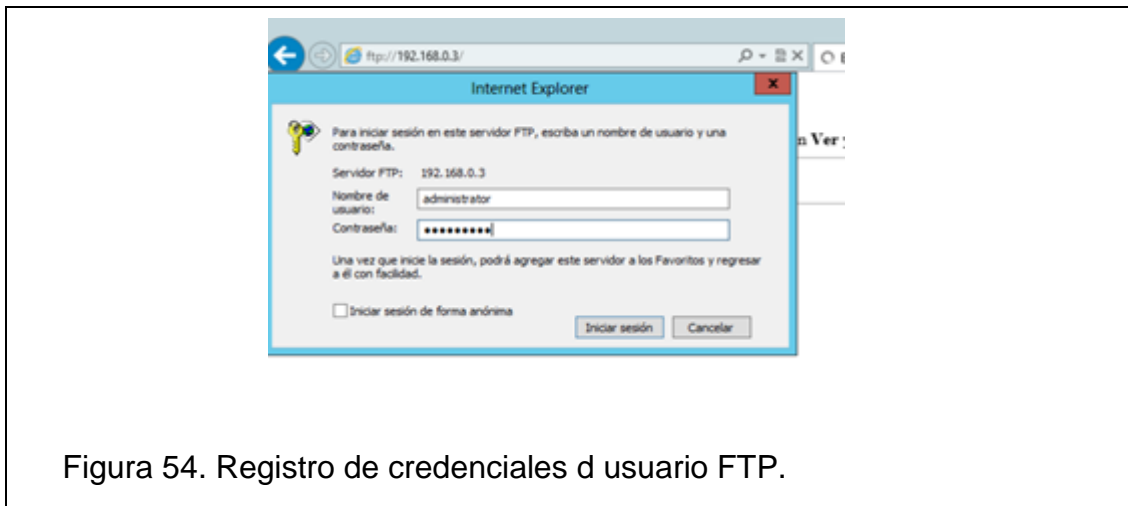 ftp://192.168.0.3/
Internet Explorer
Para iniciar sesión en este servidor FTP, escriba un nombre de usuario y una
contraseña.
n Ver y
Servidor FTP: 192.168.0.3
Nombre de
usuario:
administrator
Contraseña: •••••••••
Una vez que inicie la sesión, podrá agregar este servidor a los Favoritos y regresar
a él con facilidad.
Iniciar sesión de forma anónima
Iniciar sesión Cancelar
Figura 54. Registro de credenciales d usuario FTP.